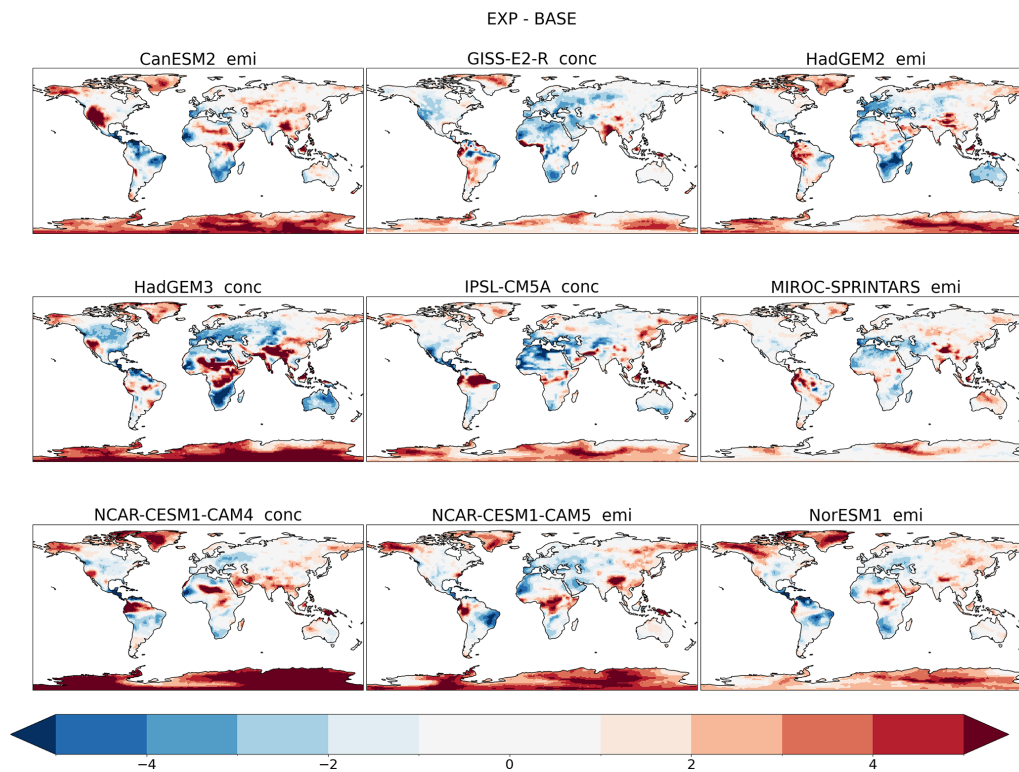 EXP - BASE
CanESM2 emi
GISS-E2-R conc
HadGEM2 emi
HadGEM3 conc
IPSL-CM5A conc
MIROC-SPRINTARS emi
NCAR-CESM1-CAM4 conc
NCAR-CESM1-CAM5 emi
NorESM1 emi
−4 −2 0 2 4